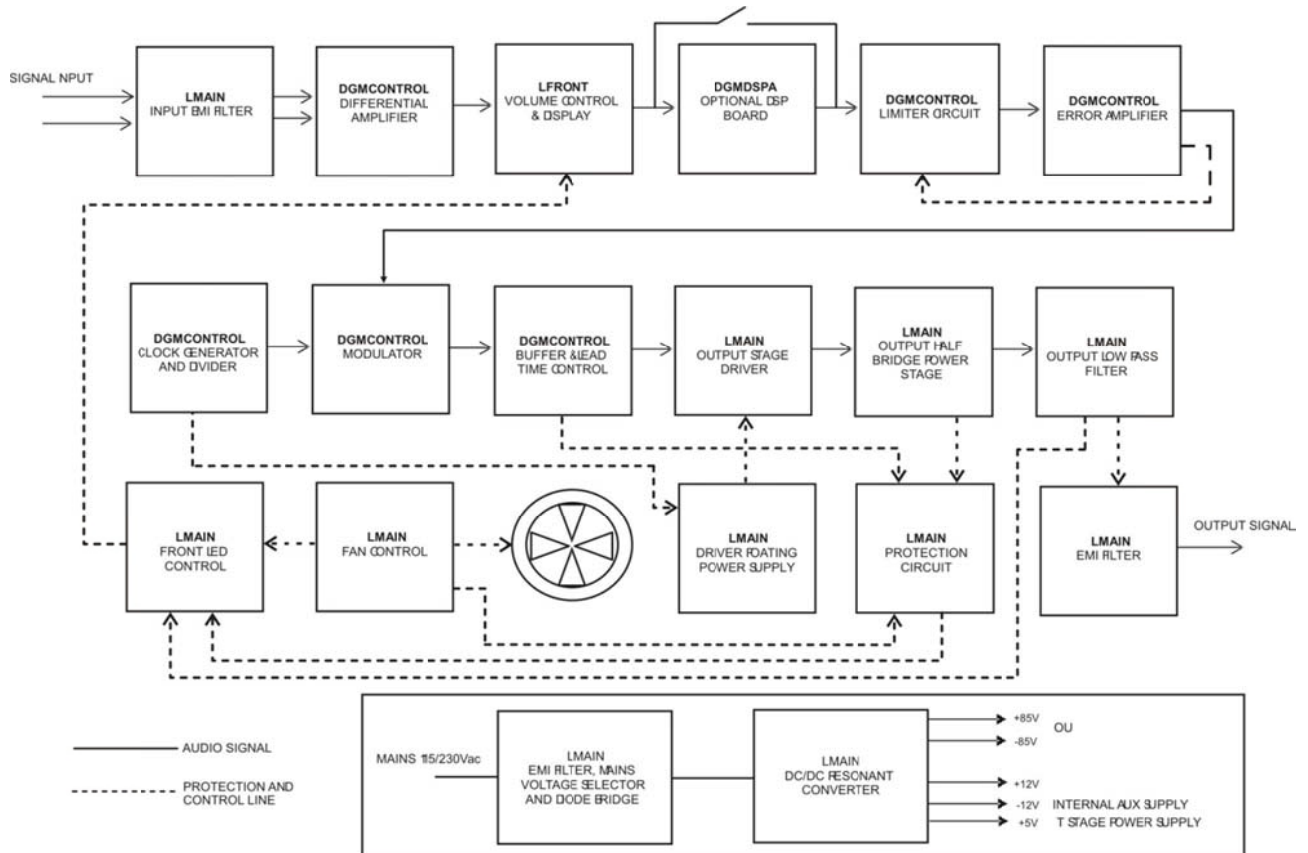 SIGNAL NPUT
LMAIN
INPUT EMI FILTER
DGMCONTROL
DIFFERENTIAL
AMPLIFIER
LFRONT
VOLUME CONTROL
& DISPLAY
DGMDSPA
OPTIONAL DSP
BOARD
DGMCONTROL
LIMITER CIRCUIT
DGMCONTROL
ERROR AMPLIFIER
DGMCONTROL
CLOCK GENERATOR
AND DIVIDER
DGMCONTROL
MODULATOR
DGMCONTROL
BUFFER & LEAD
TIME CONTROL
LMAIN
OUTPUT STAGE
DRIVER
LMAIN
OUTPUT HALF
BRIDGE POWER
STAGE
LMAIN
OUTPUT LOW PASS
FILTER
LMAIN
FRONT LED
CONTROL
LMAIN
FAN CONTROL
LMAIN
DRIVER FOATING
POWER SUPPLY
LMAIN
PROTECTION
CIRCUIT
LMAIN
EMI FILTER
OUTPUT SIGNAL
AUDIO SIGNAL
PROTECTION AND
CONTROL LINE
MAINS 115/230Vac
LMAIN
EMI FILTER, MAINS
VOLTAGE SELECTOR
AND DIODE BRIDGE
LMAIN
DC/DC RESONANT
CONVERTER
+85V
OU
-85V
+12V
-12V INTERNAL AUX SUPPLY
+5V T STAGE POWER SUPPLY